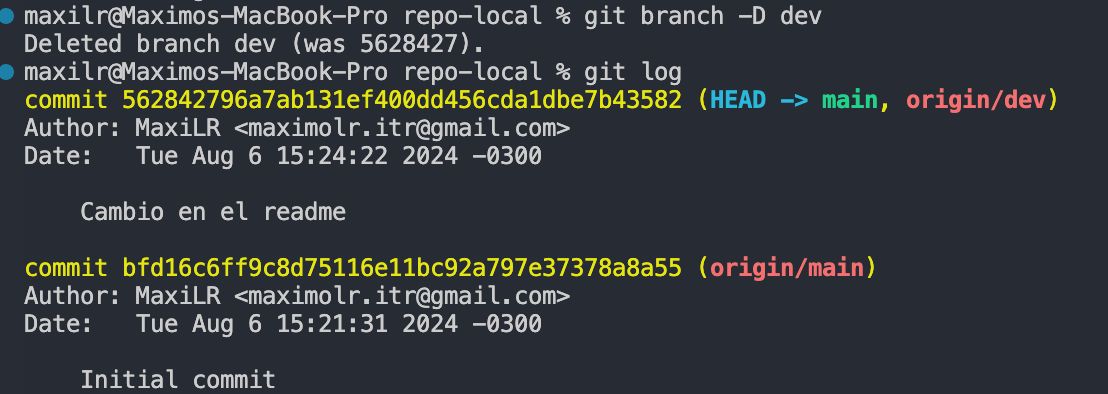 maxilr@Maximos-MacBook-Pro repo-local % git branch -D dev
Deleted branch dev (was 5628427).
maxilr@Maximos-MacBook-Pro repo-local % git log
commit 562842796a7ab131ef400dd456cda1dbe7b43582 (HEAD -> main, origin/dev)
Author: MaxiLR <maximolr.itr@gmail.com>
Date:   Tue Aug 6 15:24:22 2024 -0300
Cambio en el readme
commit bfd16c6ff9c8d75116e11bc92a797e37378a8a55 (origin/main)
Author: MaxiLR <maximolr.itr@gmail.com>
Date:   Tue Aug 6 15:21:31 2024 -0300
Initial commit